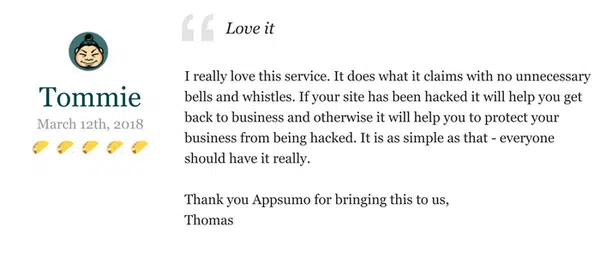 Love it
Tommie
March 12th, 2018
I really love this service. It does what it claims with no unnecessary
bells and whistles. If your site has been hacked it will help you get
back to business and otherwise it will help you to protect your
business from being hacked. It is as simple as that - everyone
should have it really.
Thank you Appsumo for bringing this to us,
Thomas